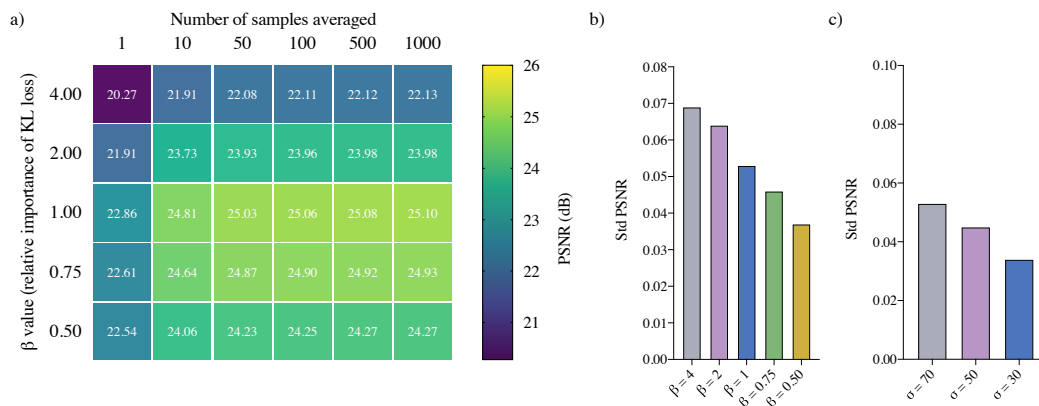 a)
Number of samples averaged
1 10 50 100 500 1000
β value (relative importance of KL loss)
4.00 20.27 21.91 22.08 22.11 22.12 22.13
2.00 21.91 23.73 23.93 23.96 23.98 23.98
1.00 22.86 24.81 25.03 25.06 25.08 25.10
0.75 22.61 24.64 24.87 24.90 24.92 24.93
0.50 22.54 24.06 24.23 24.25 24.27 24.27
26
25
24
23
22
21
PSNR (dB)
b)
Std PSNR
0.08
0.07
0.06
0.05
0.04
0.03
0.02
0.01
0.00
β = 4
β = 2
β = 1
β = 0.75
β = 0.50
c)
Std PSNR
0.10
0.08
0.06
0.04
0.02
0.00
σ = 70
σ = 50
σ = 30